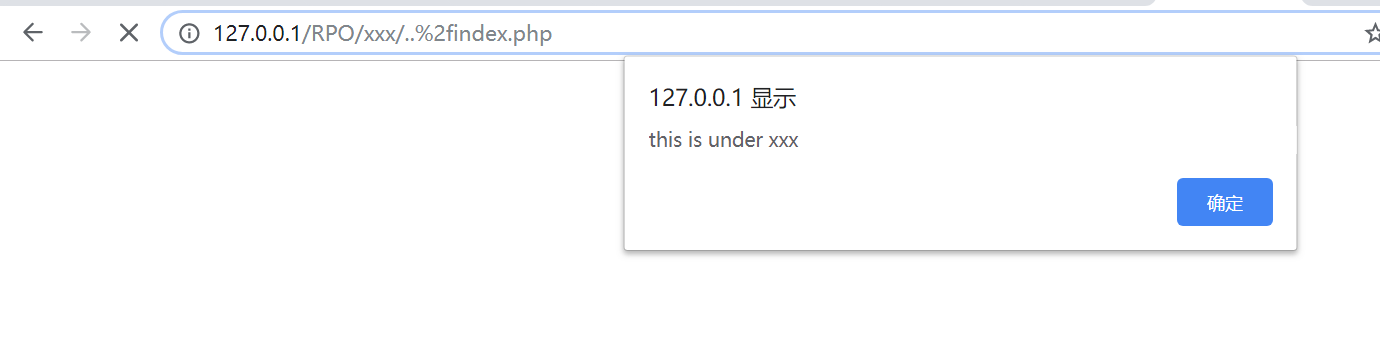 127.0.0.1/RPO/xxx/..%2findex.php
127.0.0.1 显示
this is under xxx
确定